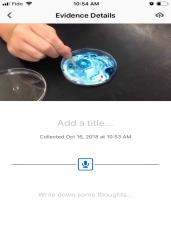 Fido
10:54 AM
Evidence Details
Add a title...
Collected Oct 16, 2018 at 10:53 AM
Write down some thoughts...